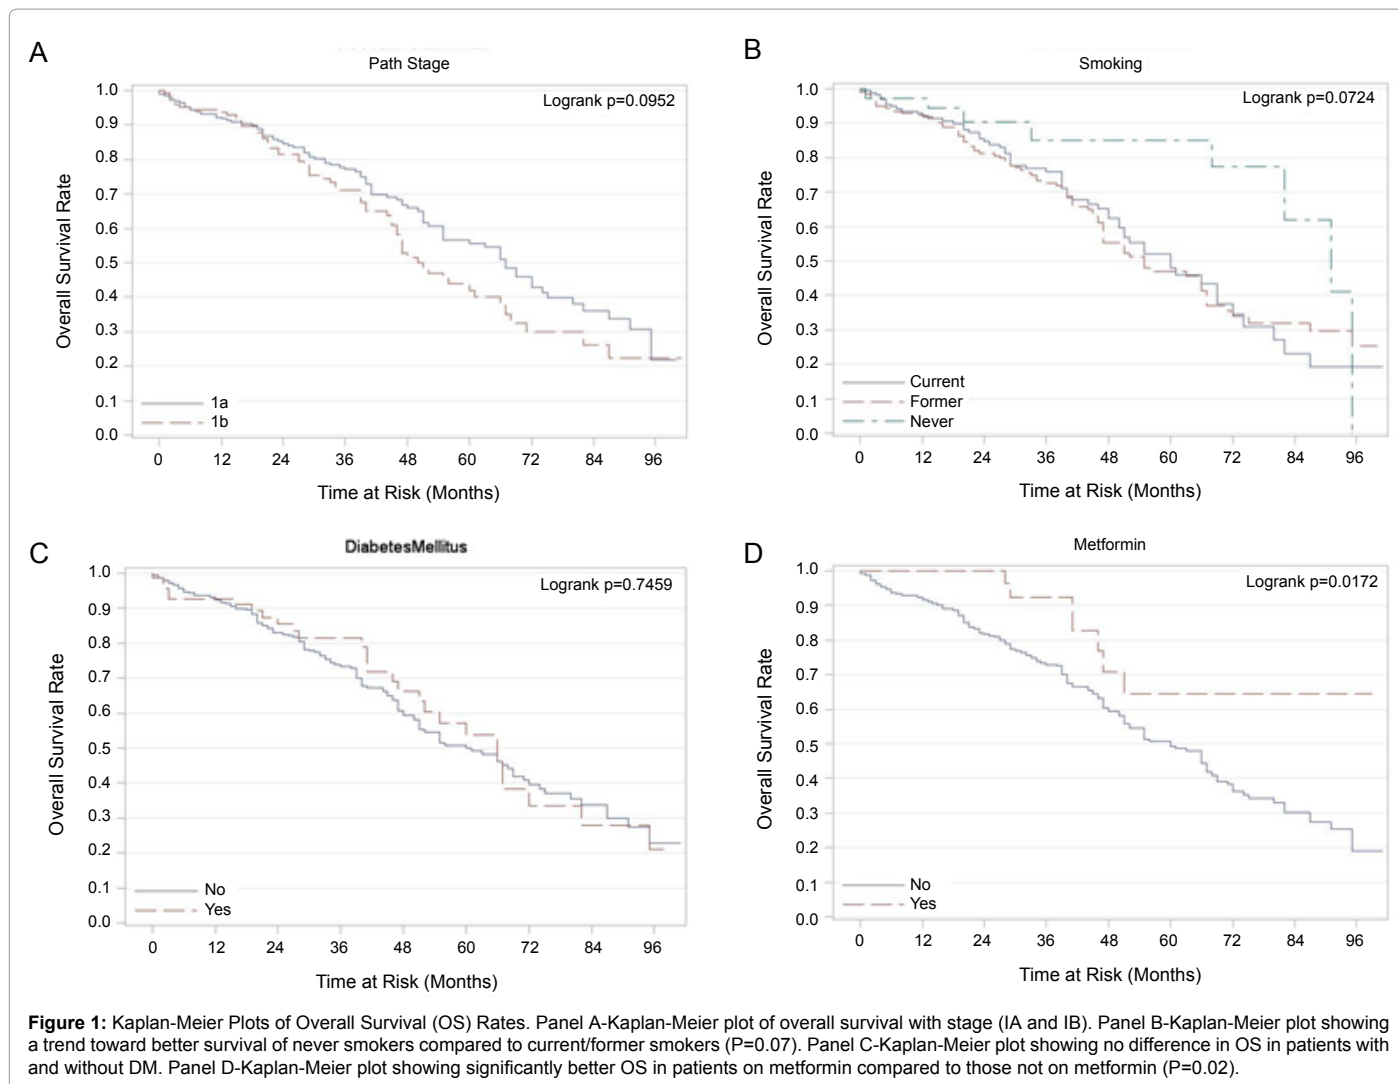 A
Path Stage
Logrank p=0.0952
Overall Survival Rate
1.0
0.9
0.8
0.7
0.6
0.5
0.4
0.3
0.2
0.1
0.0
1a
1b
0 12 24 36 48 60 72 84 96
Time at Risk (Months)
B
Smoking
Logrank p=0.0724
Overall Survival Rate
1.0
0.9
0.8
0.7
0.6
0.5
0.4
0.3
0.2
0.1
0.0
Current
Former
Never
0 12 24 36 48 60 72 84 96
Time at Risk (Months)
C
DiabetesMellitus
Logrank p=0.7459
Overall Survival Rate
1.0
0.9
0.8
0.7
0.6
0.5
0.4
0.3
0.2
0.1
0.0
No
Yes
0 12 24 36 48 60 72 84 96
Time at Risk (Months)
D
Metformin
Logrank p=0.0172
Overall Survival Rate
1.0
0.9
0.8
0.7
0.6
0.5
0.4
0.3
0.2
0.1
0.0
No
Yes
0 12 24 36 48 60 72 84 96
Time at Risk (Months)
Figure 1: Kaplan-Meier Plots of Overall Survival (OS) Rates. Panel A-Kaplan-Meier plot of overall survival with stage (IA and IB). Panel B-Kaplan-Meier plot showing
a trend toward better survival of never smokers compared to current/former smokers (P=0.07). Panel C-Kaplan-Meier plot showing no difference in OS in patients with
and without DM. Panel D-Kaplan-Meier plot showing significantly better OS in patients on metformin compared to those not on metformin (P=0.02).